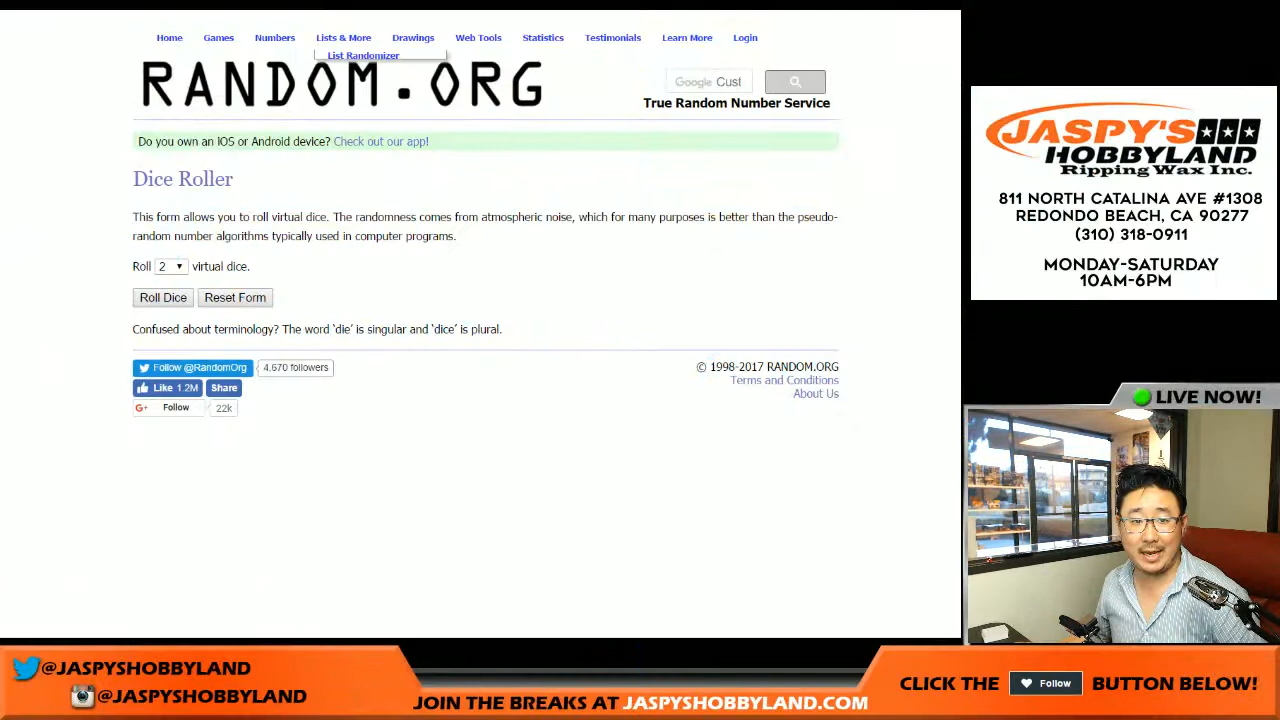 Home Games Numbers Lists & More Drawings Web Tools Statistics Testimonials Learn More Login
List Randomizer
RANDOM.ORG
Google Cust
True Random Number Service
Do you own an iOS or Android device? Check out our app!
Dice Roller
This form allows you to roll virtual dice. The randomness comes from atmospheric noise, which for many purposes is better than the pseudo-
random number algorithms typically used in computer programs.
Roll 2 virtual dice.
Roll Dice Reset Form
Confused about terminology? The word ‘die’ is singular and ‘dice’ is plural.
Follow @RandomOrg 4,670 followers
Like 1.2M Share
G+ Follow 22k
© 1998-2017 RANDOM.ORG
Terms and Conditions
About Us
JASPY'S
HOBBYLAND
Ripping Wax Inc.
811 NORTH CATALINA AVE #1308
REDONDO BEACH, CA 90277
(310) 318-0911
MONDAY-SATURDAY
10AM-6PM
LIVE NOW!
@JASPYSHOBBYLAND
@JASPYSHOBBYLAND
JOIN THE BREAKS AT JASPYSHOBBYLAND.COM
CLICK THE Follow BUTTON BELOW!